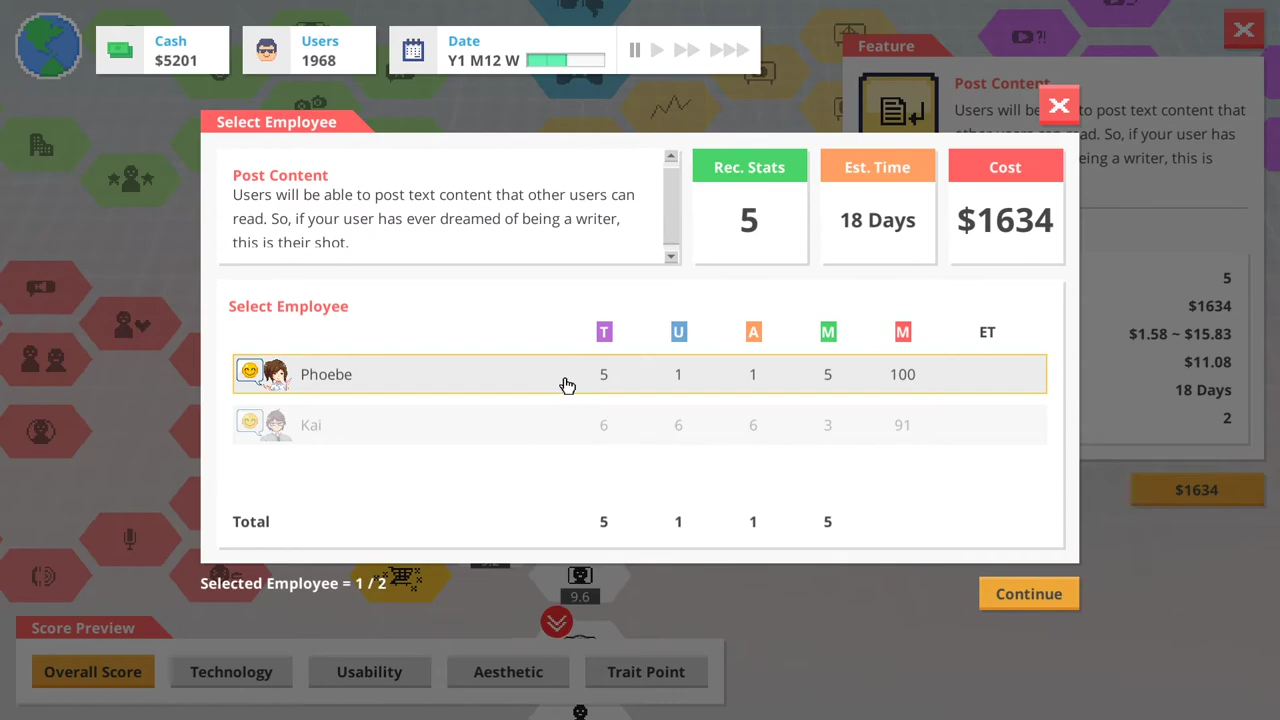 Cash
$5201
Users
1968
Date
Y1 M12 W
Feature
Post Content
Users will be able to post text content that
other users can read. So, if your user has
being a writer, this is
5
$1634
$1.58 ~ $15.83
$11.08
18 Days
2
$1634
Select Employee
Post Content
Users will be able to post text content that other users can
read. So, if your user has ever dreamed of being a writer,
this is their shot.
Rec. Stats
5
Est. Time
18 Days
Cost
$1634
Select Employee
T U A M M ET
Phoebe 5 1 1 5 100
Kai 6 6 6 3 91
Total 5 1 1 5
Selected Employee = 1 / 2
Continue
9.6
Score Preview
Overall Score
Technology
Usability
Aesthetic
Trait Point